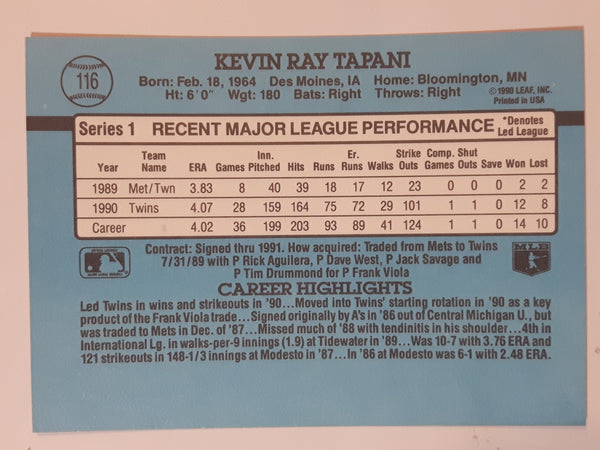 116
KEVIN RAY TAPANI
Born: Feb. 18, 1964 Des Moines, IA Home: Bloomington, MN
Ht: 6'0" Wgt: 180 Bats: Right Throws: Right
©1990 LEAF, INC.
Printed in USA
Series 1 RECENT MAJOR LEAGUE PERFORMANCE *Denotes Led League
Year Team Name ERA Games Inn. Pitched Hits Runs Er. Runs Walks Strike Outs Comp. Games Shut Outs Save Won Lost
1989 Met/Twn 3.83 8 40 39 18 17 12 23 0 0 0 2 2
1990 Twins 4.07 28 159 164 75 72 29 101 1 1 0 12 8
Career 4.02 36 199 203 93 89 41 124 1 1 0 14 10
Contract: Signed thru 1991. How acquired: Traded from Mets to Twins
7/31/89 with P Rick Aguilera, P Dave West, P Jack Savage and
P Tim Drummond for P Frank Viola
MLB
CAREER HIGHLIGHTS
Led Twins in wins and strikeouts in '90...Moved into Twins' starting rotation in '90 as a key
product of the Frank Viola trade...Signed originally by A's in '86 out of Central Michigan U., but
was traded to Mets in Dec. of '87...Missed much of '88 with tendinitis in his shoulder...4th in
International Lg. in walks-per-9 innings (1.9) at Tidewater in '89...Was 10-7 with 3.76 ERA and
121 strikeouts in 148-1/3 innings at Modesto in '87...In '86 at Modesto was 6-1 with 2.48 ERA.